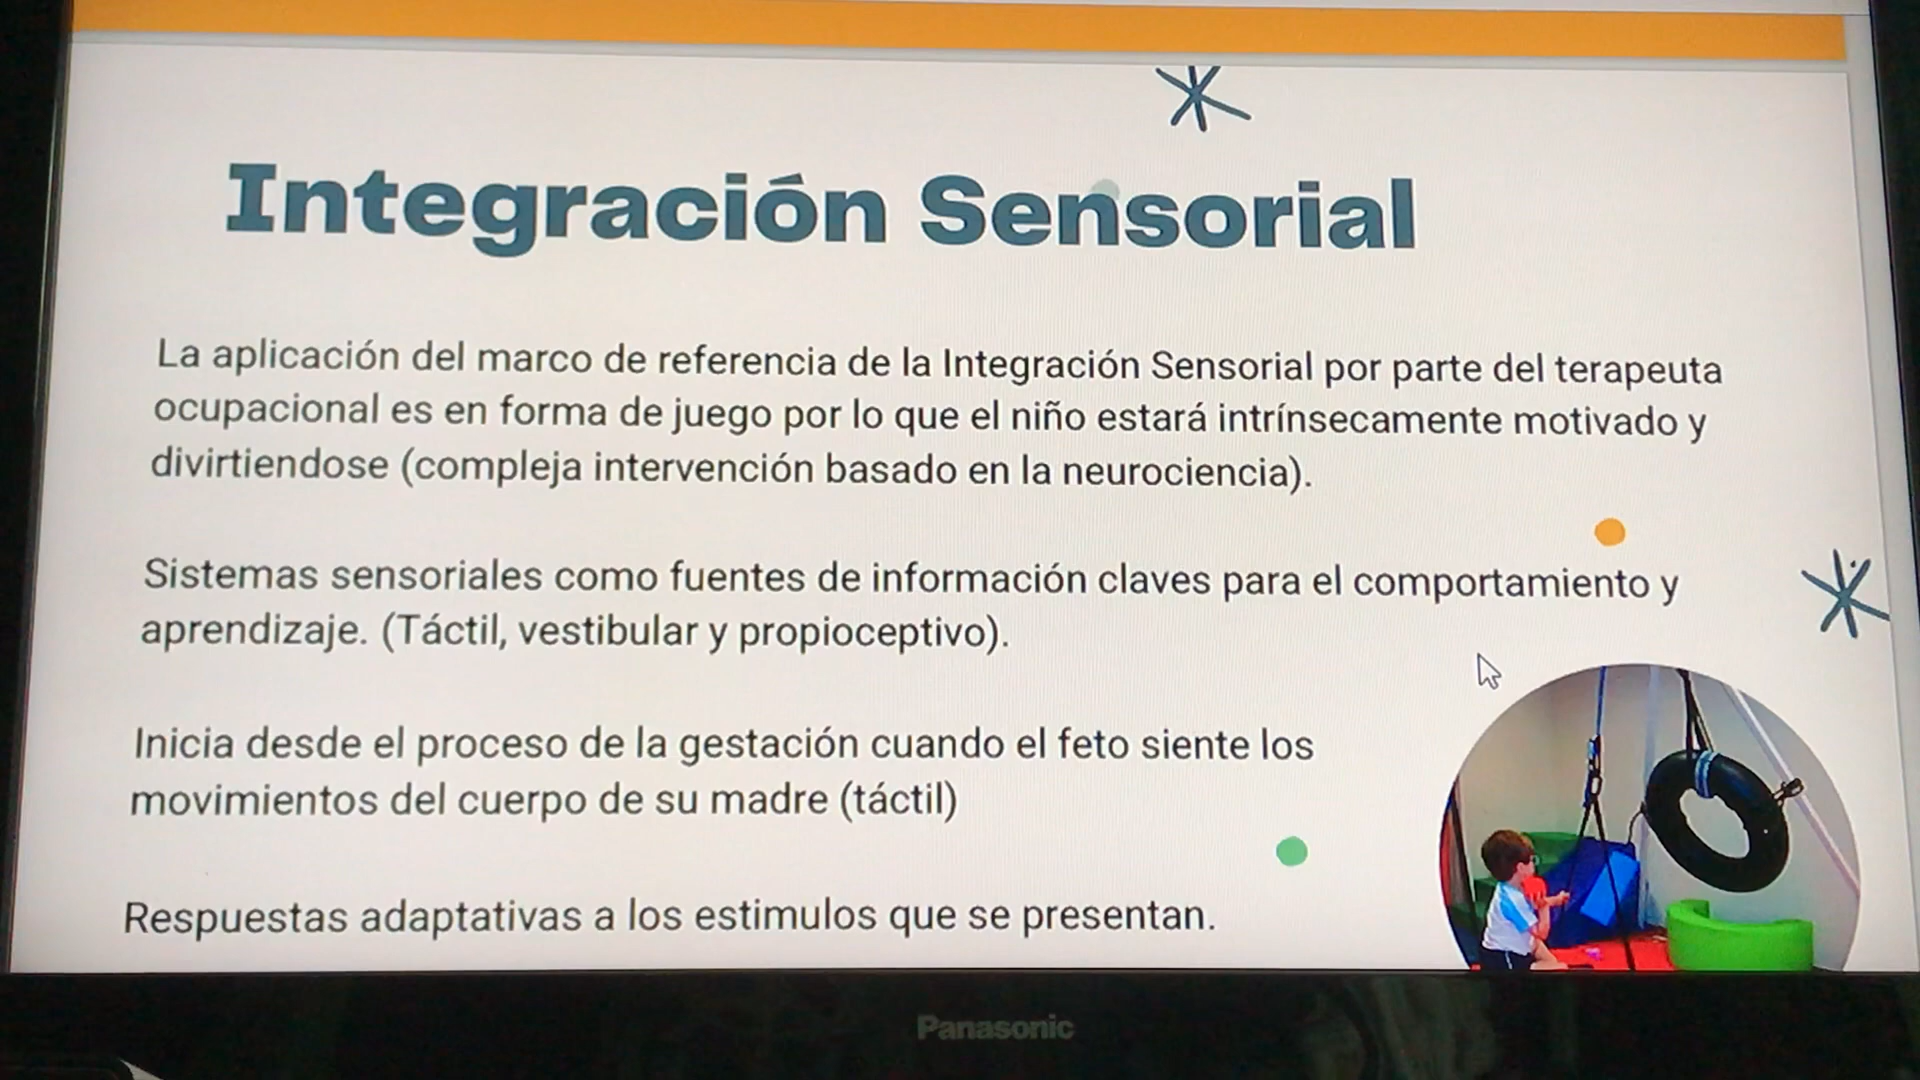 Integración Sensorial
La aplicación del marco de referencia de la Integración Sensorial por parte del terapeuta
ocupacional es en forma de juego por lo que el niño estará intrínsecamente motivado y
divirtiendose (compleja intervención basado en la neurociencia).
Sistemas sensoriales como fuentes de información claves para el comportamiento y
aprendizaje. (Táctil, vestibular y propioceptivo).
Inicia desde el proceso de la gestación cuando el feto siente los
movimientos del cuerpo de su madre (táctil)
Respuestas adaptativas a los estimulos que se presentan.
Panasonic